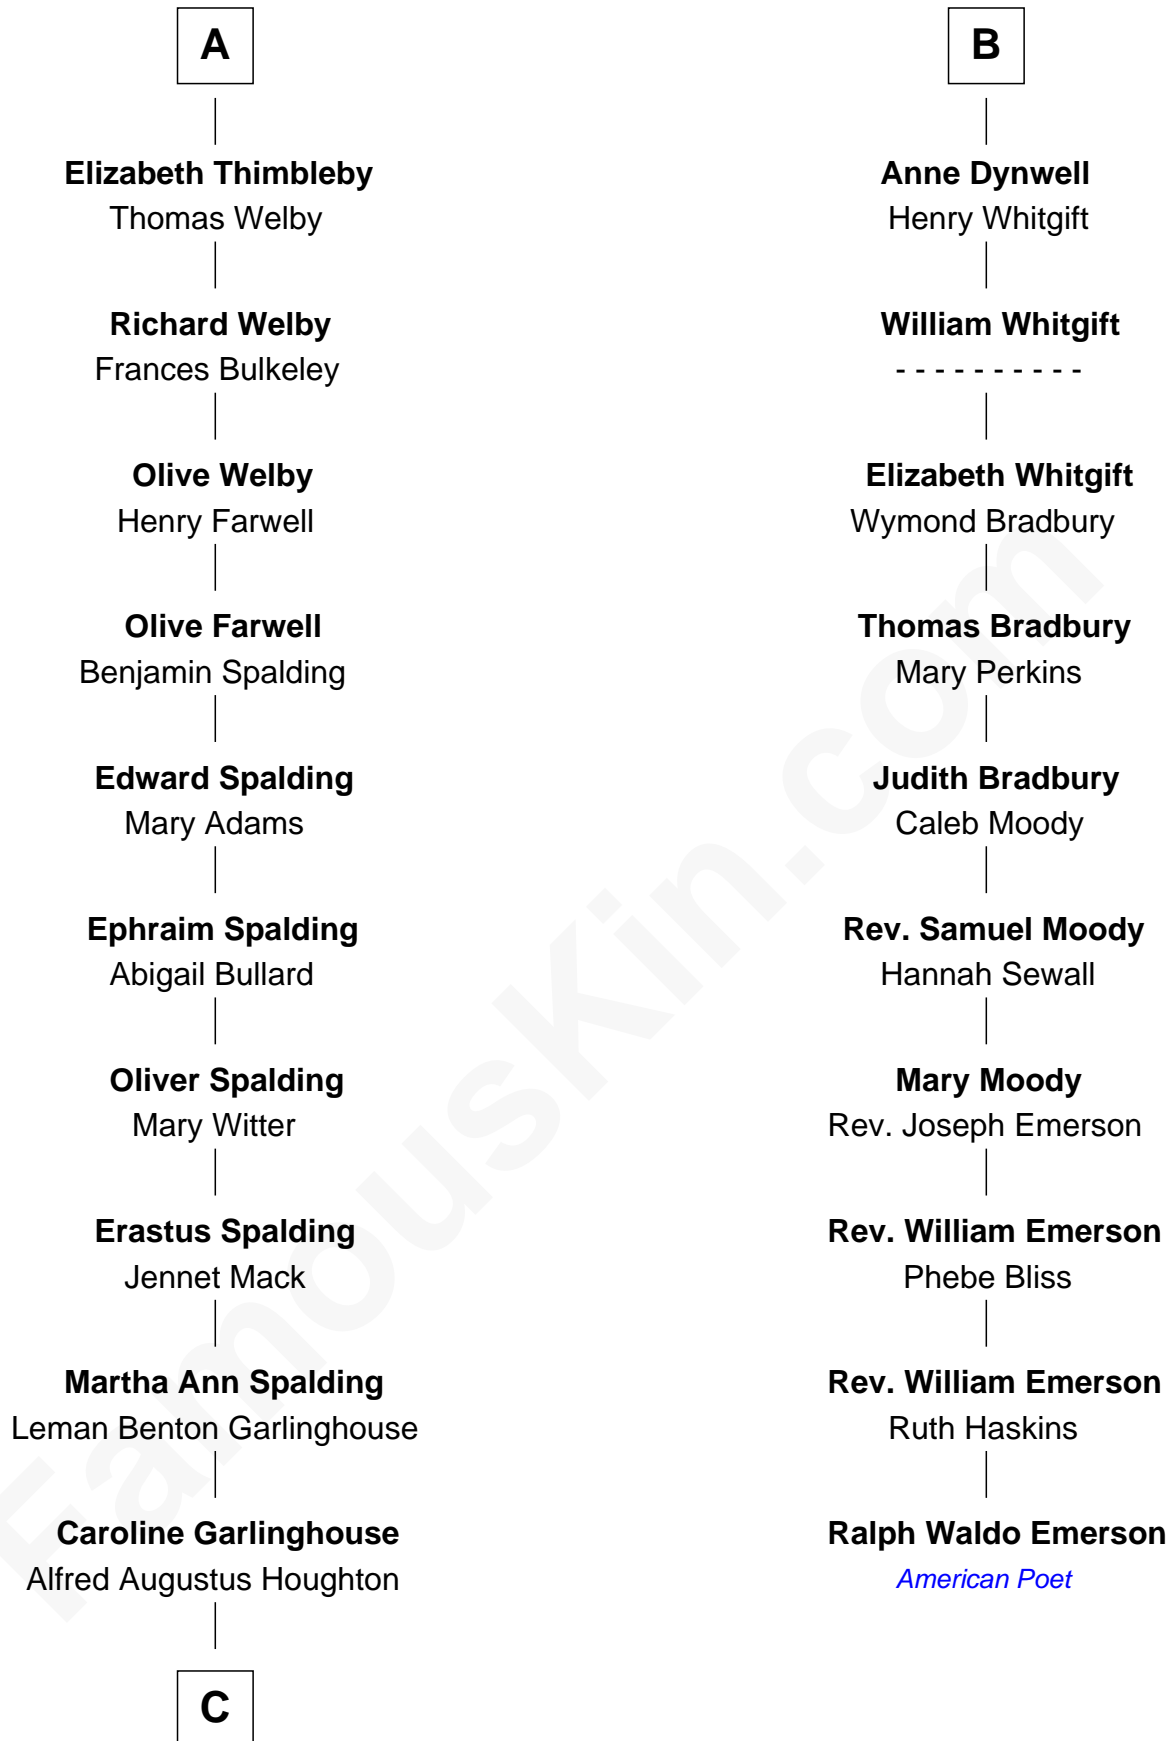 A
Elizabeth Thimbleby
Thomas Welby
Richard Welby
Frances Bulkeley
Olive Welby
Henry Farwell
Olive Farwell
Benjamin Spalding
Edward Spalding
Mary Adams
Ephraim Spalding
Abigail Bullard
Oliver Spalding
Mary Witter
Erastus Spalding
Jennet Mack
Martha Ann Spalding
Leman Benton Garlinghouse
Caroline Garlinghouse
Alfred Augustus Houghton
C
B
Anne Dynwell
Henry Whitgift
William Whitgift
- - - - - - - - - -
Elizabeth Whitgift
Wymond Bradbury
Thomas Bradbury
Mary Perkins
Judith Bradbury
Caleb Moody
Rev. Samuel Moody
Hannah Sewall
Mary Moody
Rev. Joseph Emerson
Rev. William Emerson
Phebe Bliss
Rev. William Emerson
Ruth Haskins
Ralph Waldo Emerson
American Poet
FamousKin.com